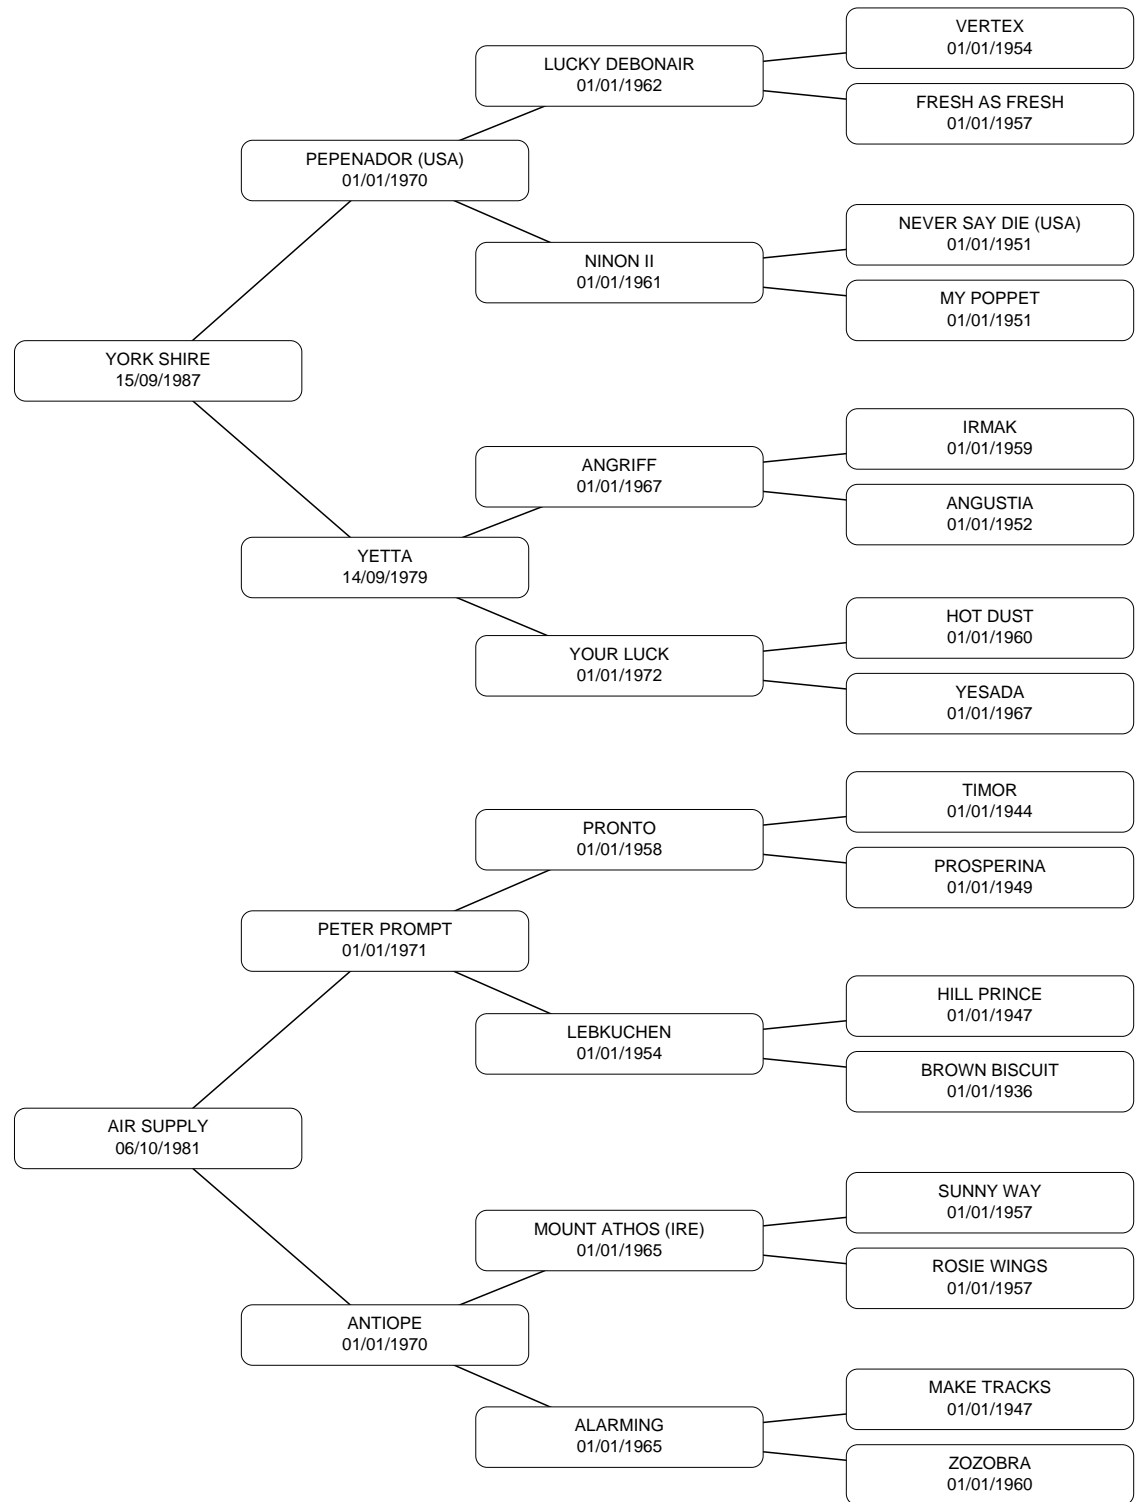 VERTEX
01/01/1954
LUCKY DEBONAIR
01/01/1962
FRESH AS FRESH
01/01/1957
PEPENADOR (USA)
01/01/1970
NEVER SAY DIE (USA)
01/01/1951
NINON II
01/01/1961
MY POPPET
01/01/1951
YORK SHIRE
15/09/1987
IRMAK
01/01/1959
ANGRIFF
01/01/1967
ANGUSTIA
01/01/1952
YETTA
14/09/1979
HOT DUST
01/01/1960
YOUR LUCK
01/01/1972
YESADA
01/01/1967
TIMOR
01/01/1944
PRONTO
01/01/1958
PROSPERINA
01/01/1949
PETER PROMPT
01/01/1971
HILL PRINCE
01/01/1947
LEBKUCHEN
01/01/1954
BROWN BISCUIT
01/01/1936
AIR SUPPLY
06/10/1981
SUNNY WAY
01/01/1957
MOUNT ATHOS (IRE)
01/01/1965
ROSIE WINGS
01/01/1957
ANTIOPE
01/01/1970
MAKE TRACKS
01/01/1947
ALARMING
01/01/1965
ZOZOBRA
01/01/1960